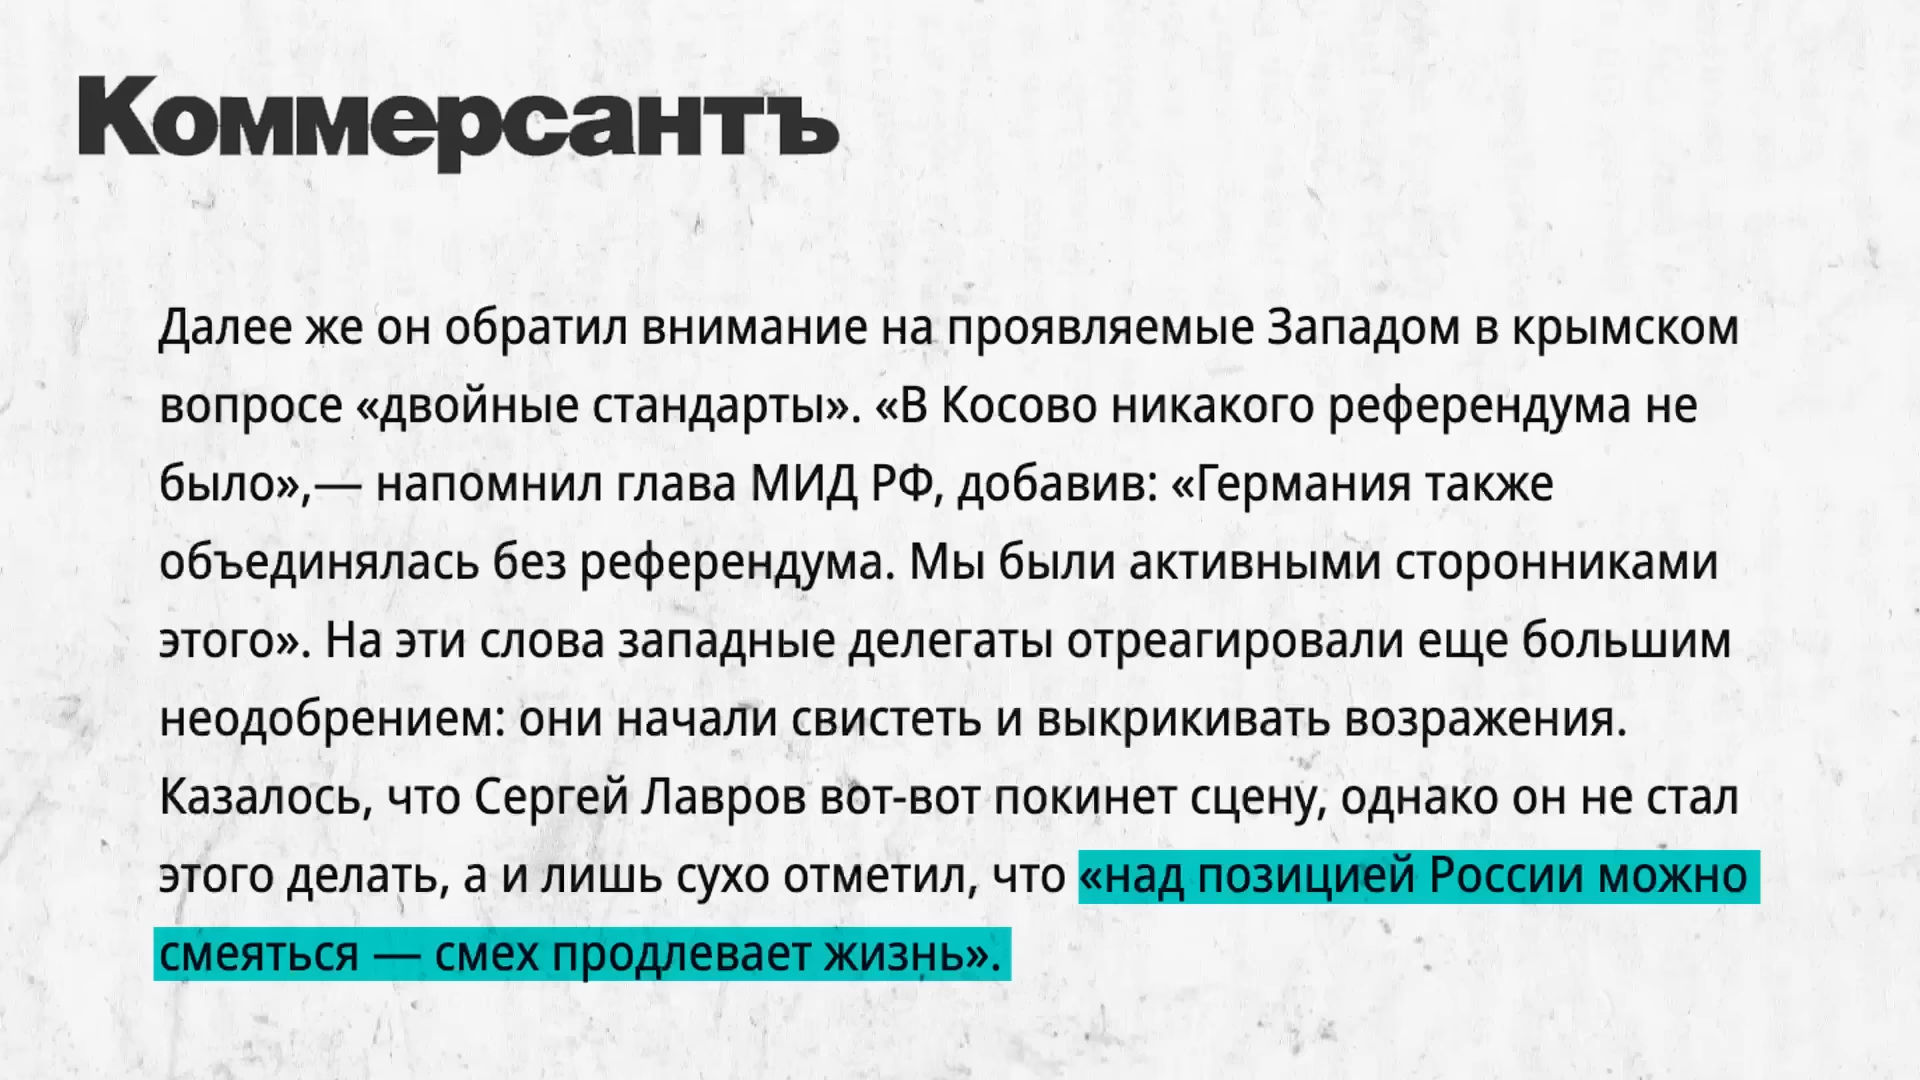 Коммерсантъ
Далее же он обратил внимание на проявляемые Западом в крымском
вопросе «двойные стандарты». «В Косово никакого референдума не
было»,— напомнил глава МИД РФ, добавив: «Германия также
объединялась без референдума. Мы были активными сторонниками
этого». На эти слова западные делегаты отреагировали еще большим
неодобрением: они начали свистеть и выкрикивать возражения.
Казалось, что Сергей Лавров вот-вот покинет сцену, однако он не стал
этого делать, а и лишь сухо отметил, что «над позицией России можно
смеяться — смех продлевает жизнь».